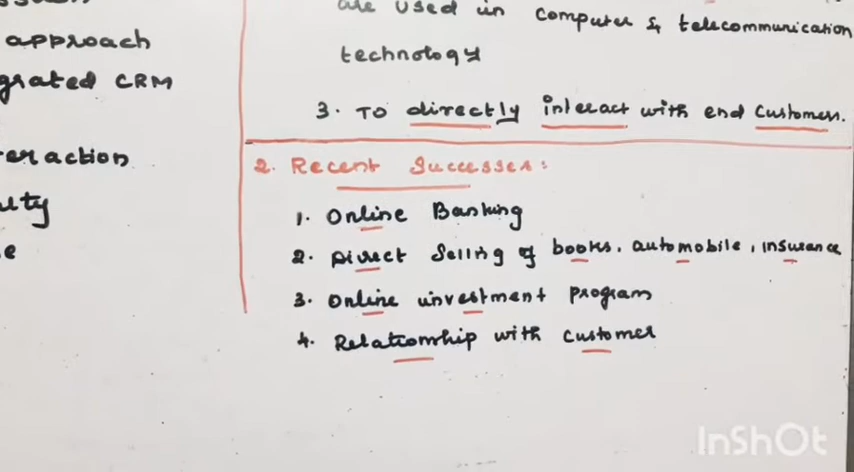 approach
grated CRM
eraction
are used in computer & telecommunication
technology
3. To directly interact with end customers.
2. Recent Successes:
1. Online Banking
2. Direct Selling of books, automobile, insurance
3. Online investment program
4. Relationship with customer
InShOt